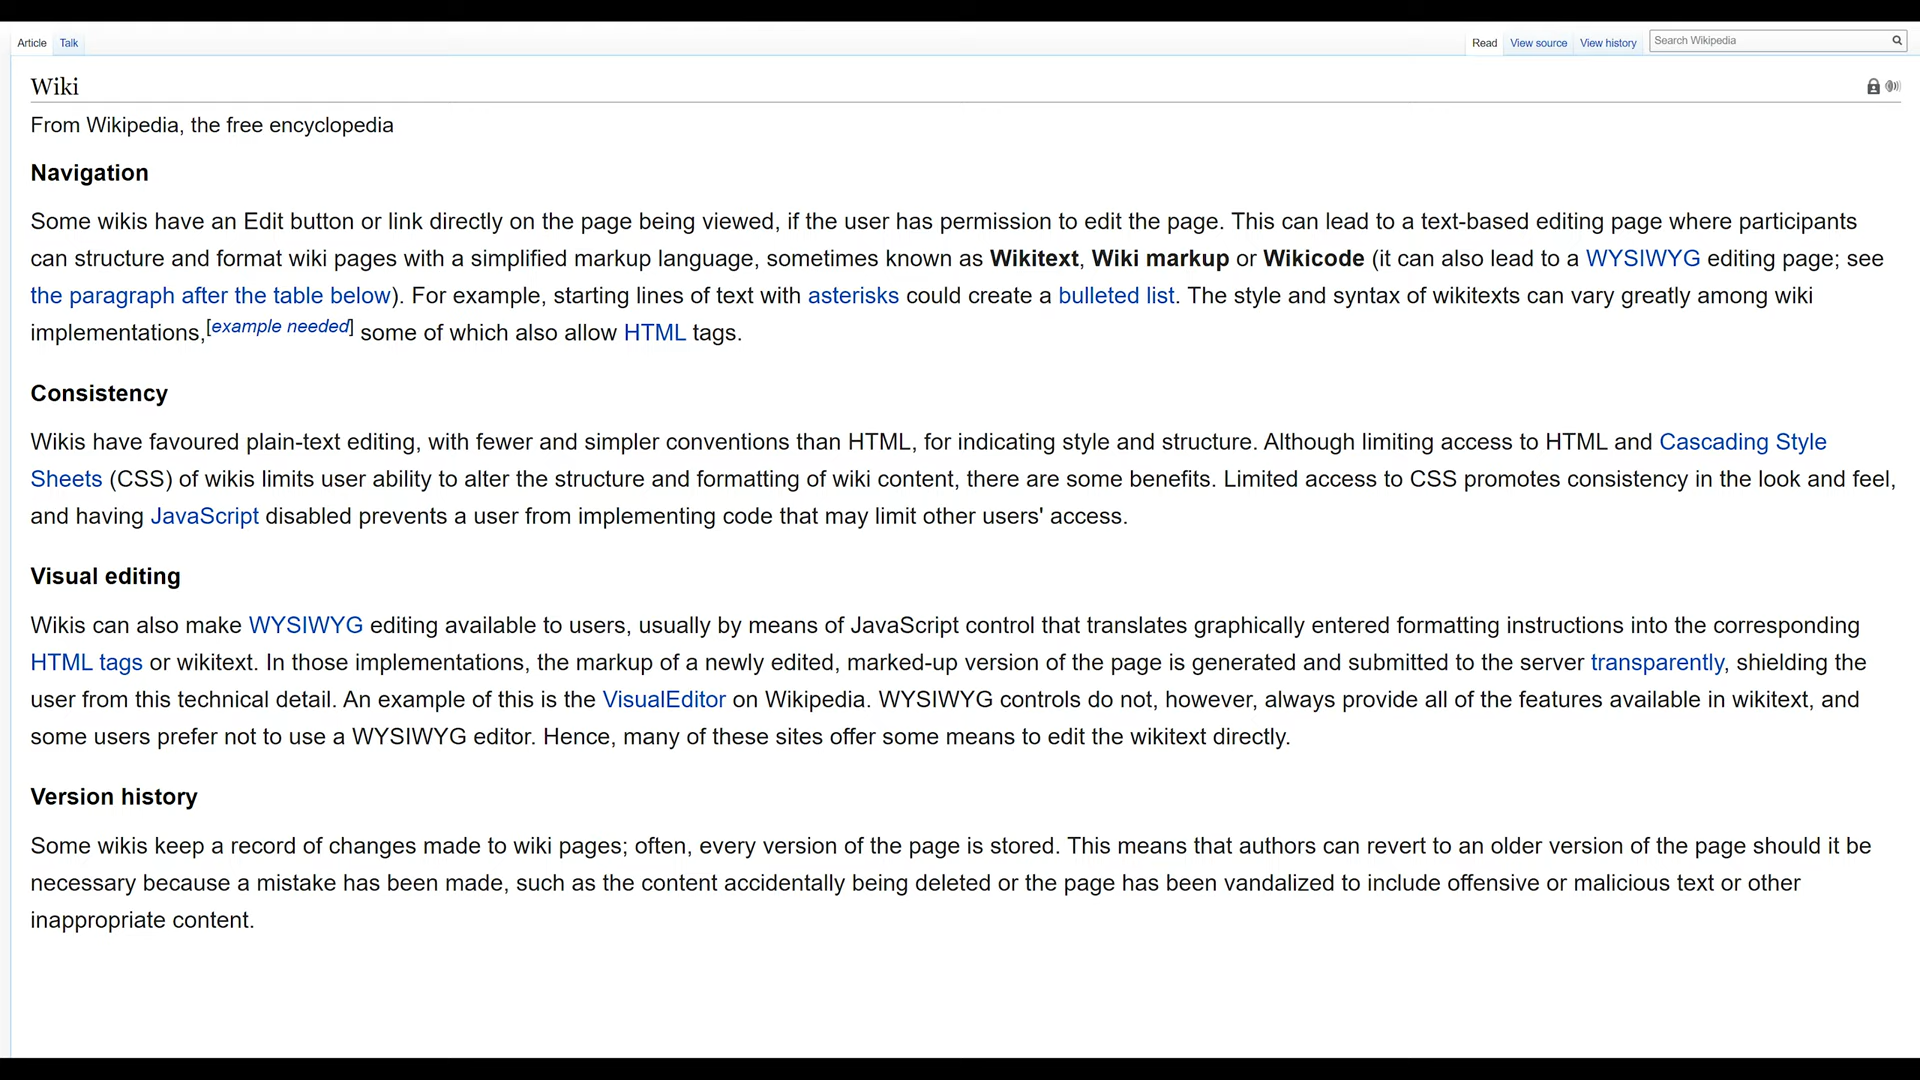 Article Talk Read View source View history Search Wikipedia
Wiki
From Wikipedia, the free encyclopedia
Navigation
Some wikis have an Edit button or link directly on the page being viewed, if the user has permission to edit the page. This can lead to a text-based editing page where participants
can structure and format wiki pages with a simplified markup language, sometimes known as Wikitext, Wiki markup or Wikicode (it can also lead to a WYSIWYG editing page; see
the paragraph after the table below). For example, starting lines of text with asterisks could create a bulleted list. The style and syntax of wikitexts can vary greatly among wiki
implementations,[example needed] some of which also allow HTML tags.
Consistency
Wikis have favoured plain-text editing, with fewer and simpler conventions than HTML, for indicating style and structure. Although limiting access to HTML and Cascading Style
Sheets (CSS) of wikis limits user ability to alter the structure and formatting of wiki content, there are some benefits. Limited access to CSS promotes consistency in the look and feel,
and having JavaScript disabled prevents a user from implementing code that may limit other users' access.
Visual editing
Wikis can also make WYSIWYG editing available to users, usually by means of JavaScript control that translates graphically entered formatting instructions into the corresponding
HTML tags or wikitext. In those implementations, the markup of a newly edited, marked-up version of the page is generated and submitted to the server transparently, shielding the
user from this technical detail. An example of this is the VisualEditor on Wikipedia. WYSIWYG controls do not, however, always provide all of the features available in wikitext, and
some users prefer not to use a WYSIWYG editor. Hence, many of these sites offer some means to edit the wikitext directly.
Version history
Some wikis keep a record of changes made to wiki pages; often, every version of the page is stored. This means that authors can revert to an older version of the page should it be
necessary because a mistake has been made, such as the content accidentally being deleted or the page has been vandalized to include offensive or malicious text or other
inappropriate content.